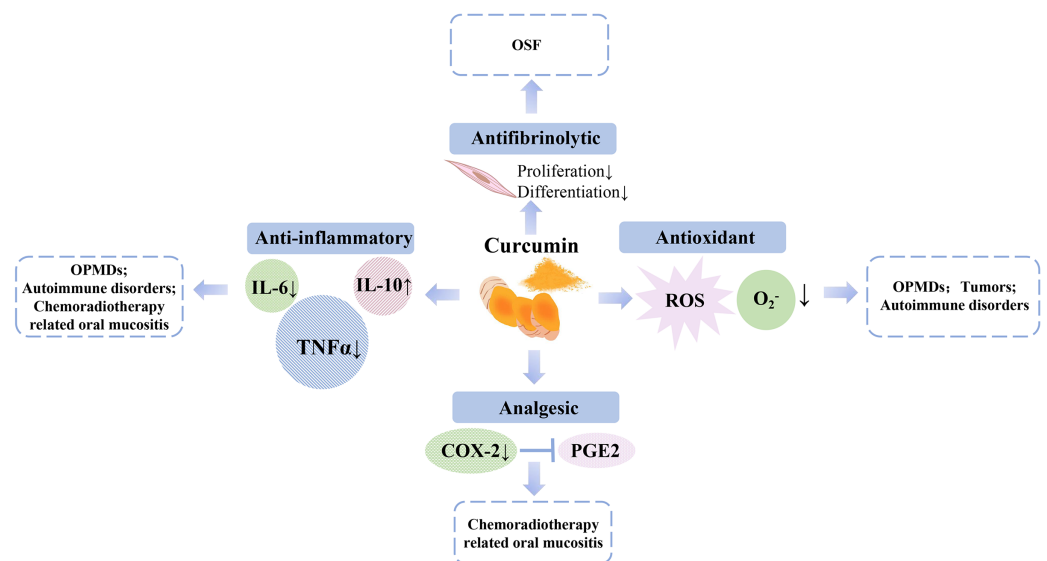 OSF
Antifibrinolytic
Proliferation↓
Differentiation↓
Curcumin
Anti-inflammatory
IL-6↓
IL-10↑
TNFα↓
OPMDs;
Autoimmune disorders;
Chemoradiotherapy
related oral mucositis
Antioxidant
ROS
O₂⁻ ↓
OPMDs；Tumors;
Autoimmune disorders
Analgesic
COX-2↓
PGE2
Chemoradiotherapy
related oral mucositis